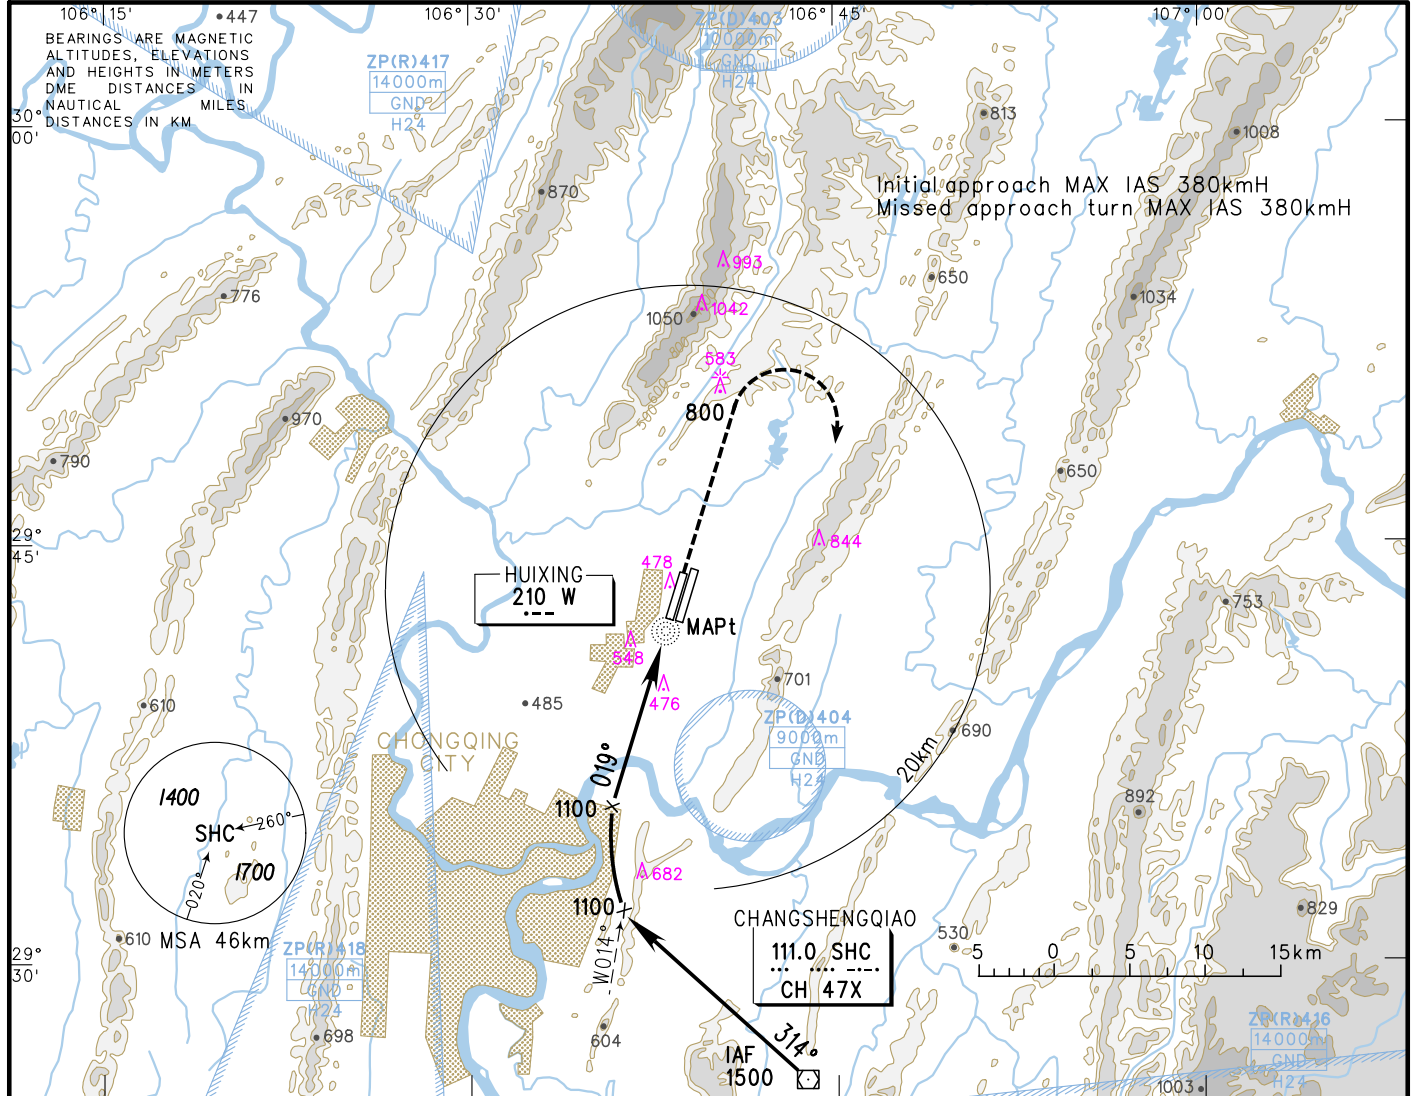 106°15'
106°30'
106°45'
107°00'
447
BEARINGS ARE MAGNETIC
ALTITUDES, ELEVATIONS
AND HEIGHTS IN METERS
DME DISTANCES IN
NAUTICAL MILES
DISTANCES IN KM
30°
00'
ZP(R)417
14000m
GND
H24
ZP(D)403
10000m
GND
H24
813
1008
870
Initial approach MAX IAS 380kmH
Missed approach turn MAX IAS 380kmH
993
650
776
1034
1042
1050
800
583
500
600
800
970
790
650
29°
45'
844
478
HUIXING
210 W
753
MAPt
548
701
476
610
485
ZP(D)404
9000m
GND
H24
690
CHONGQING
CITY
019°
20km
1400
SHC
260°
1700
020°
MSA 46km
1100
892
682
1100
829
CHANGSHENGQIAO
111.0 SHC
CH 47X
610
530
5 0 5 10 15km
W014°
29°
30'
ZP(R)418
14000m
GND
H24
698
604
314°
IAF
1500
ZP(R)416
14000m
GND
H24
1003